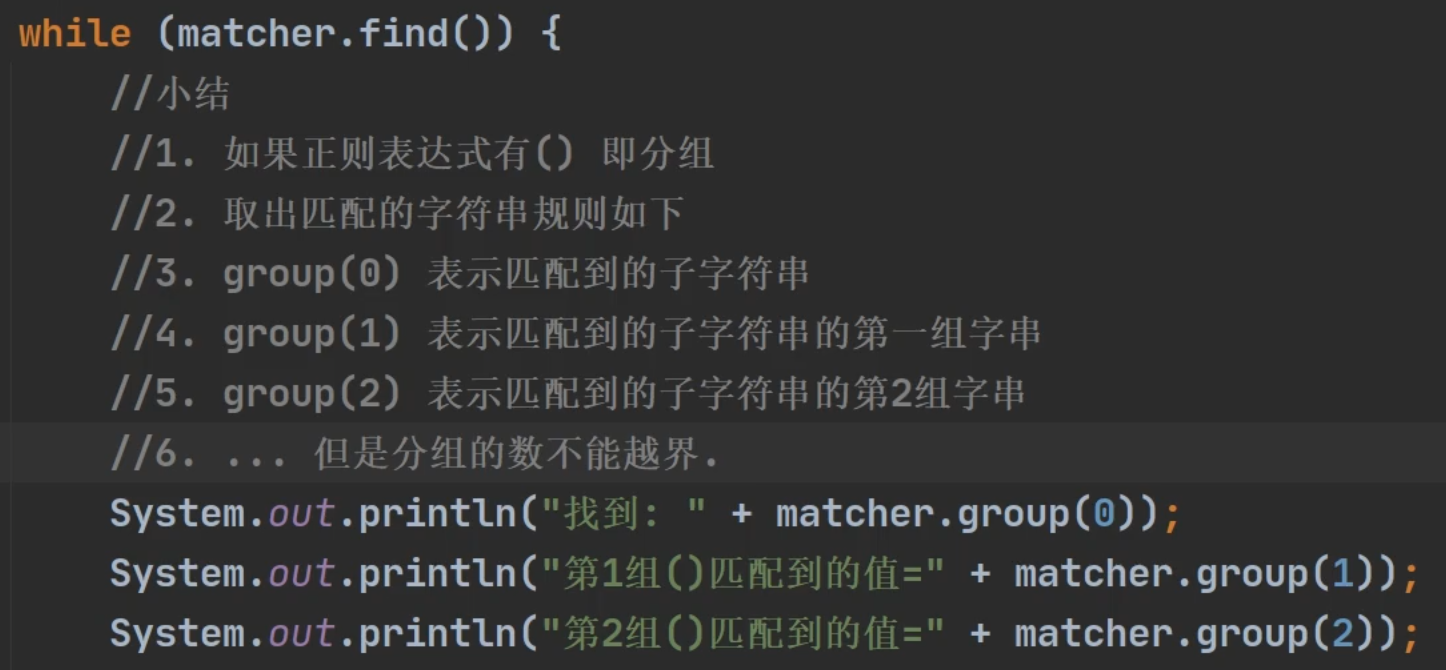 while (matcher.find()) {
//小结
//1. 如果正则表达式有() 即分组
//2. 取出匹配的字符串规则如下
//3. group(0) 表示匹配到的子字符串
//4. group(1) 表示匹配到的子字符串的第一组字串
//5. group(2) 表示匹配到的子字符串的第2组字串
//6. ... 但是分组的数不能越界.
System.out.println("找到: " + matcher.group(0));
System.out.println("第1组()匹配到的值=" + matcher.group(1));
System.out.println("第2组()匹配到的值=" + matcher.group(2));